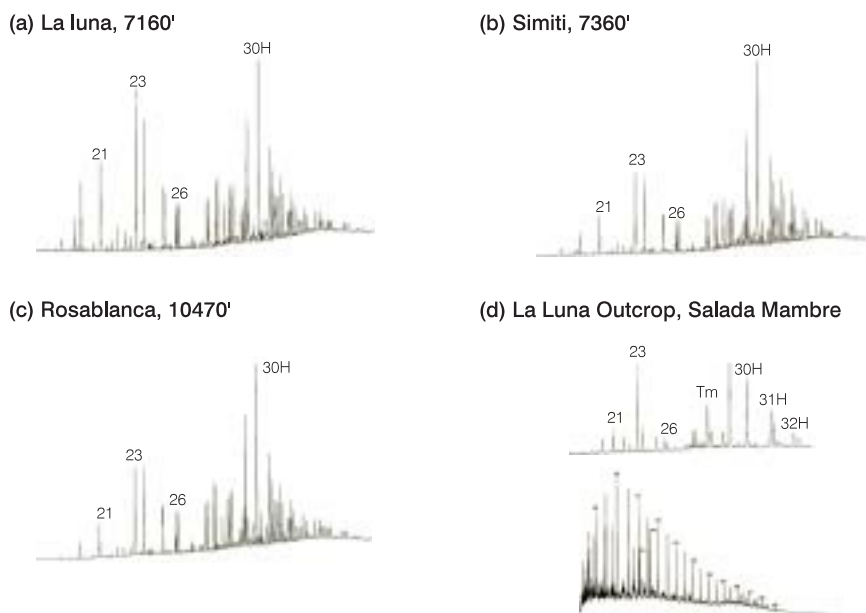 (a) La luna, 7160'
30H
23
21
26
(b) Simiti, 7360'
30H
23
21
26
(c) Rosablanca, 10470'
30H
23
21
26
(d) La Luna Outcrop, Salada Mambre
23
30H
Tm
31H
21
26
32H